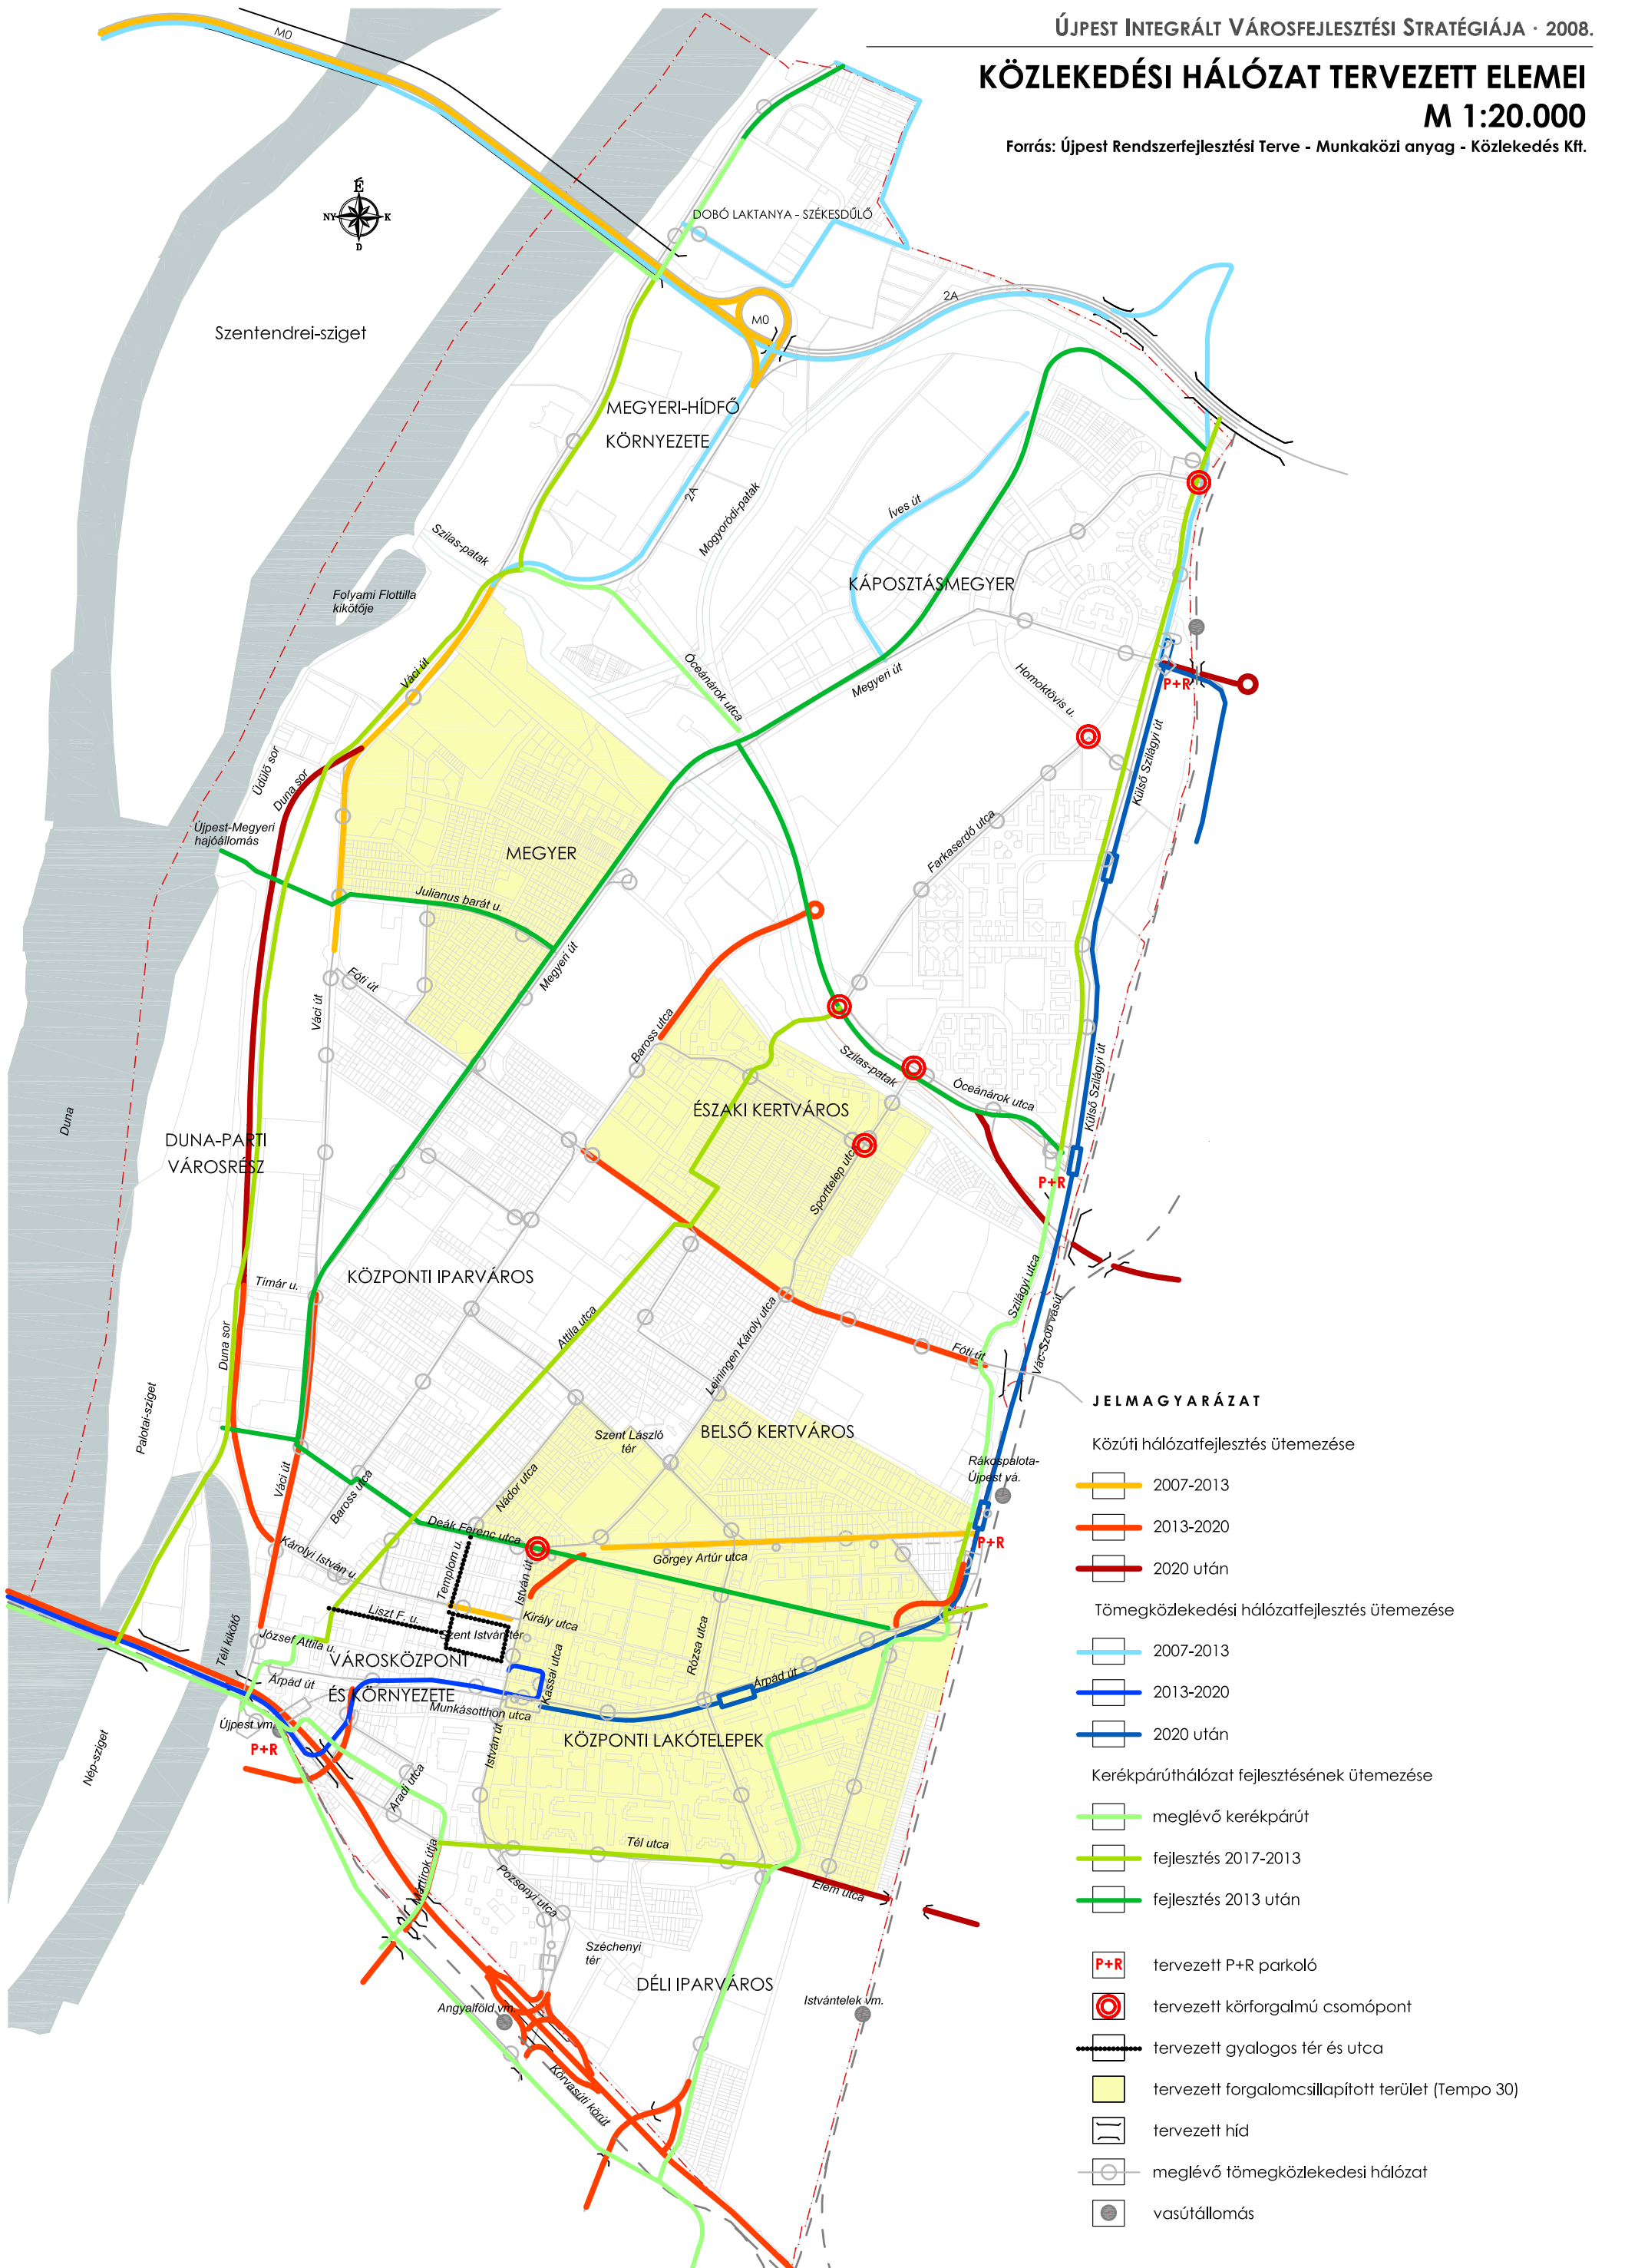 ÚJPEST INTEGRÁLT VÁROSFEJLESZTÉSI STRATÉGIÁJA · 2008.
KÖZLEKEDÉSI HÁLÓZAT TERVEZETT ELEMEI
M 1:20.000
Forrás: Újpest Rendszerfejlesztési Terve - Munkaközi anyag - Közlekedés Kft.
M0
É
NY
K
D
DOBÓ LAKTANYA - SZÉKESDŰLŐ
2A
M0
Szentendrei-sziget
MEGYERI-HÍDFŐ
KÖRNYEZETE
2A
Mogyoródi-patak
Íves út
Szilas-patak
KÁPOSZTÁSMEGYER
Folyami Flottilla
kikötője
Váci út
Óceánárok utca
Megyeri út
Homoktövis u.
P+R
Külső Szilágyi út
Üdülő sor
Duna sor
Újpest-Megyeri
hajóállomás
MEGYER
Farkaserdő utca
Julianus barát u.
Megyeri út
Fóti út
Váci út
Baross utca
Szilas-patak
Óceánárok utca
Külső Szilágyi út
Duna
ÉSZAKI KERTVÁROS
DUNA-PARTI
VÁROSRÉSZ
Sporttelep utca
P+R
KÖZPONTI IPARVÁROS
Timár u.
Szilágyi utca
Vác-Szob vasút
Attila utca
Leiningen Károly utca
Fóti út
Duna sor
Palotai-sziget
Szent László
tér
BELSŐ KERTVÁROS
Rákospalota-
Újpest vá.
Váci út
Baross utca
Nádor utca
Deák Ferenc utca
P+R
Görgey Artúr utca
Károlyi István u.
Templom u.
István út
Liszt F. u.
Király utca
Szent István tér
Téli kikötő
József Attila u.
VÁROSKÖZPONT
ÉS KÖRNYEZETE
Kassai utca
Rózsa utca
Árpád út
Árpád út
Munkásotthon utca
Újpest vm.
P+R
István út
KÖZPONTI LAKÓTELEPEK
Nép-sziget
Aradi utca
Tél utca
Mártírok útja
Pozsonyi utca
Elem utca
Széchenyi
tér
DÉLI IPARVÁROS
Angyalföld vm.
Istvántelek vm.
Körvasúti körút
JELMAGYARÁZAT
Közúti hálózatfejlesztés ütemezése
2007-2013
2013-2020
2020 után
Tömegközlekedési hálózatfejlesztés ütemezése
2007-2013
2013-2020
2020 után
Kerékpárúthálózat fejlesztésének ütemezése
meglévő kerékpárút
fejlesztés 2017-2013
fejlesztés 2013 után
P+R tervezett P+R parkoló
tervezett körforgalmú csomópont
tervezett gyalogos tér és utca
tervezett forgalomcsillapított terület (Tempo 30)
tervezett híd
meglévő tömegközlekedesi hálózat
vasútállomás